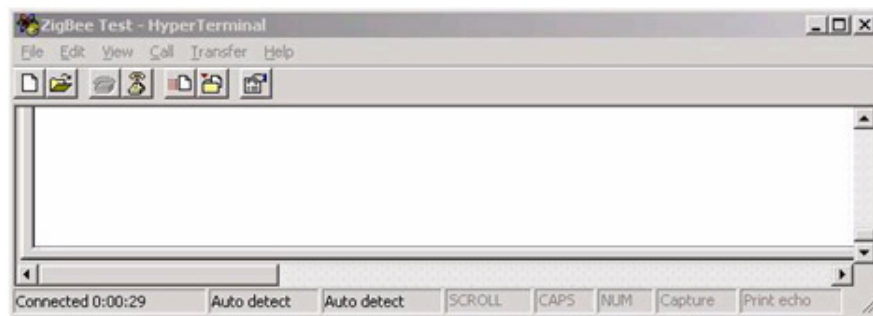 ZigBee Test - HyperTerminal
File Edit View Call Transfer Help
Connected 0:00:29 Auto detect Auto detect SCROLL CAPS NUM Capture Print echo